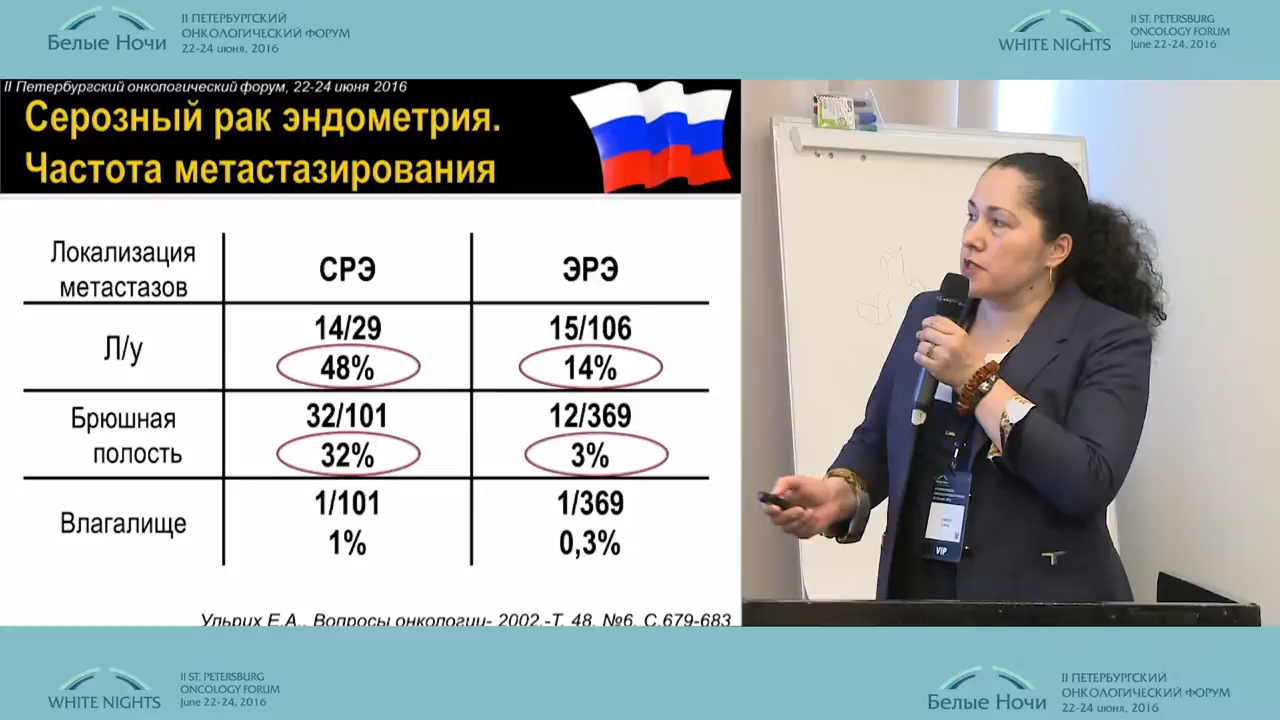 Белые Ночи
II ПЕТЕРБУРГСКИЙ
ОНКОЛОГИЧЕСКИЙ ФОРУМ
22-24 июня, 2016
WHITE NIGHTS
II ST. PETERSBURG
ONCOLOGY FORUM
June 22-24, 2016
II Петербургский онкологический форум, 22-24 июня 2016
Серозный рак эндометрия.
Частота метастазирования
Локализация метастазов
СРЭ
ЭРЭ
Л/у
14/29
15/106
48%
14%
Брюшная полость
32/101
12/369
32%
3%
Влагалище
1/101
1/369
1%
0,3%
Ульрих Е.А., Вопросы онкологии- 2002.-Т. 48. №6. С.679-683
VIP
WHITE NIGHTS
II ST. PETERSBURG
ONCOLOGY FORUM
June 22-24, 2016
Белые Ночи
II ПЕТЕРБУРГСКИЙ
ОНКОЛОГИЧЕСКИЙ ФОРУМ
22-24 июня, 2016